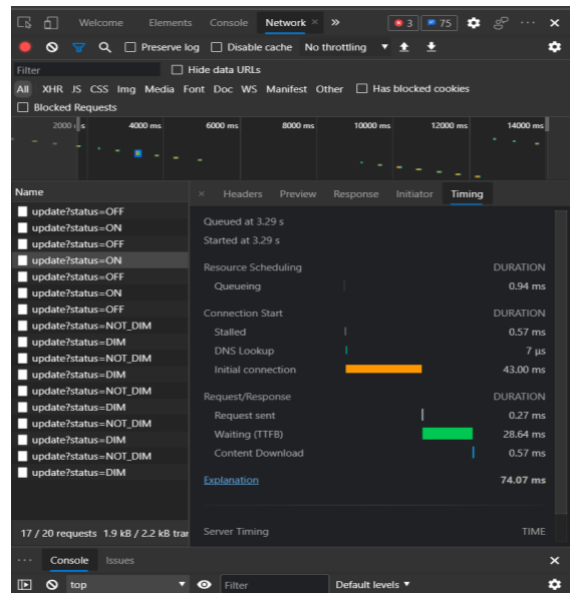 Welcome Elements Console Network × » 3 75 ··· ×
Preserve log Disable cache No throttling ▼
Filter Hide data URLs
All XHR JS CSS Img Media Font Doc WS Manifest Other Has blocked cookies
Blocked Requests
2000 s 4000 ms 6000 ms 8000 ms 10000 ms 12000 ms 14000 ms
Name × Headers Preview Response Initiator Timing
update?status=OFF
update?status=ON
update?status=OFF
update?status=ON
update?status=OFF
update?status=ON
update?status=OFF
update?status=NOT_DIM
update?status=DIM
update?status=NOT_DIM
update?status=DIM
update?status=NOT_DIM
update?status=DIM
update?status=NOT_DIM
update?status=DIM
update?status=NOT_DIM
update?status=DIM
Queued at 3.29 s
Started at 3.29 s
Resource Scheduling DURATION
Queueing 0.94 ms
Connection Start DURATION
Stalled 0.57 ms
DNS Lookup 7 µs
Initial connection 43.00 ms
Request/Response DURATION
Request sent 0.27 ms
Waiting (TTFB) 28.64 ms
Content Download 0.57 ms
Explanation 74.07 ms
Server Timing TIME
17 / 20 requests 1.9 kB / 2.2 kB tran
··· Console Issues ×
top ▼ Filter Default levels ▼